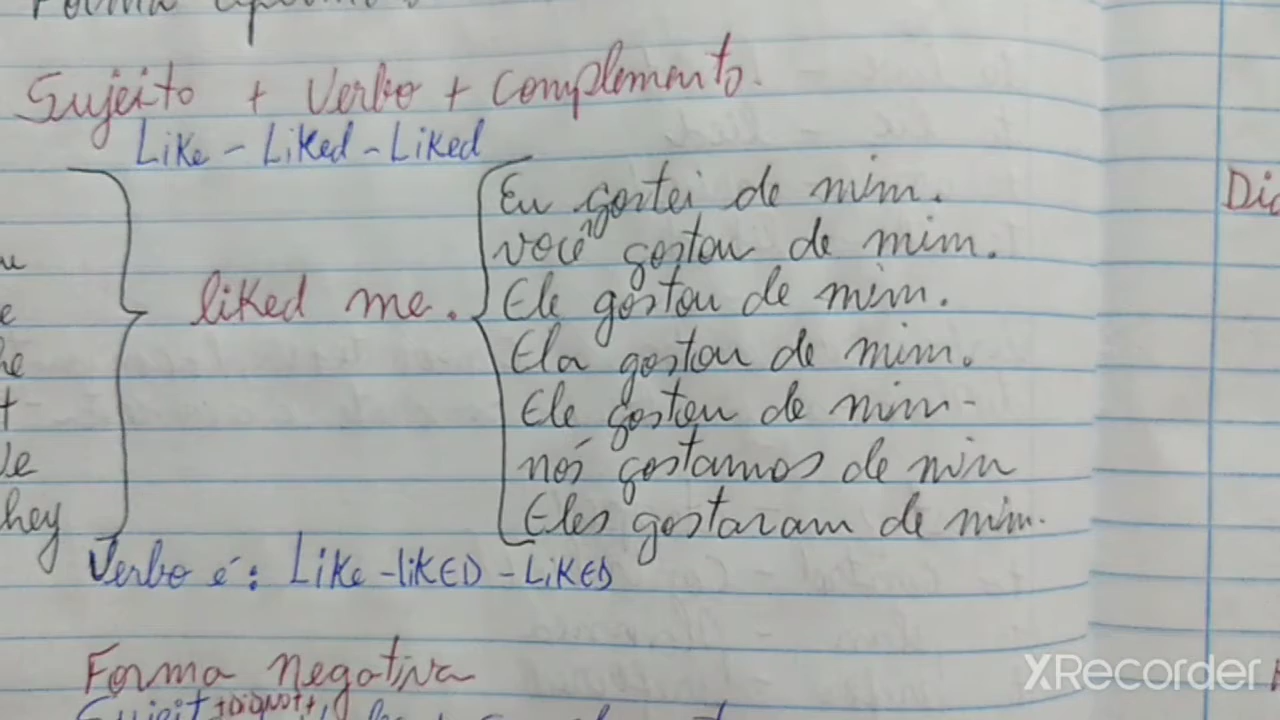 Forma
Sujeito + Verbo + Complemento.
Like - Liked - Liked
Eu gostei de mim.
você gostou de mim.
liked me.
Ele gostou de mim.
Ela gostou de mim.
Ele gostou de mim-
nós gostamos de min
hey
Eles gostaram de mim.
Verbo é: Like - likED - LikED
Forma negativa
XRecorder